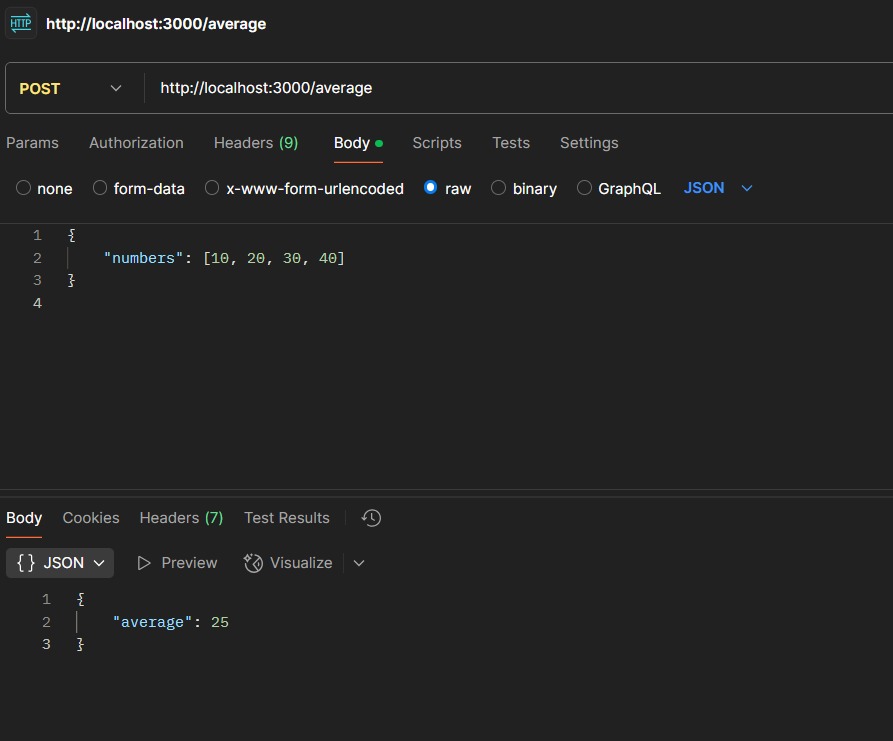 HTTP http://localhost:3000/average
POST http://localhost:3000/average
Params Authorization Headers (9) Body Scripts Tests Settings
none form-data x-www-form-urlencoded raw binary GraphQL JSON
1 {
2 "numbers": [10, 20, 30, 40]
3 }
4
Body Cookies Headers (7) Test Results
{} JSON Preview Visualize
1 {
2 "average": 25
3 }